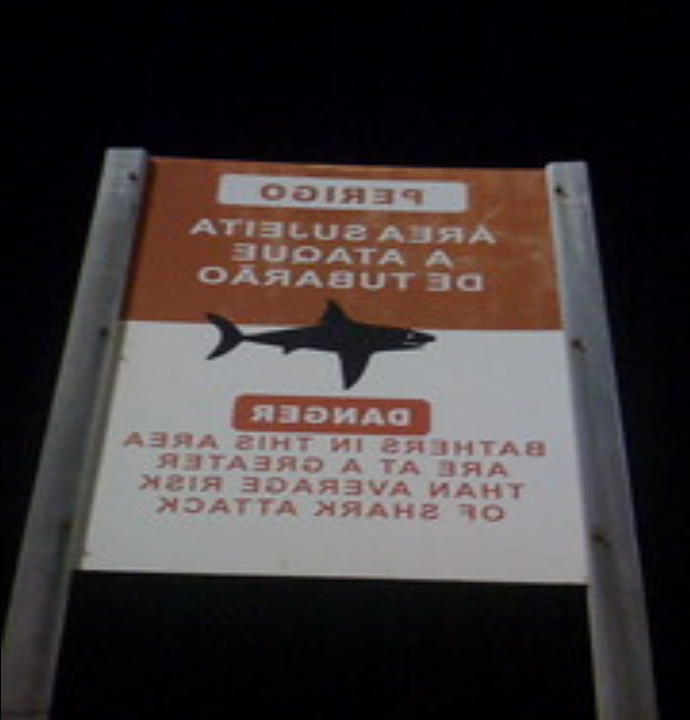 PERIGO
ÁREA SUJEITA
A ATAQUE
DE TUBARÃO
DANGER
BATHERS IN THIS AREA
ARE AT A GREATER
THAN AVERAGE RISK
OF SHARK ATTACK